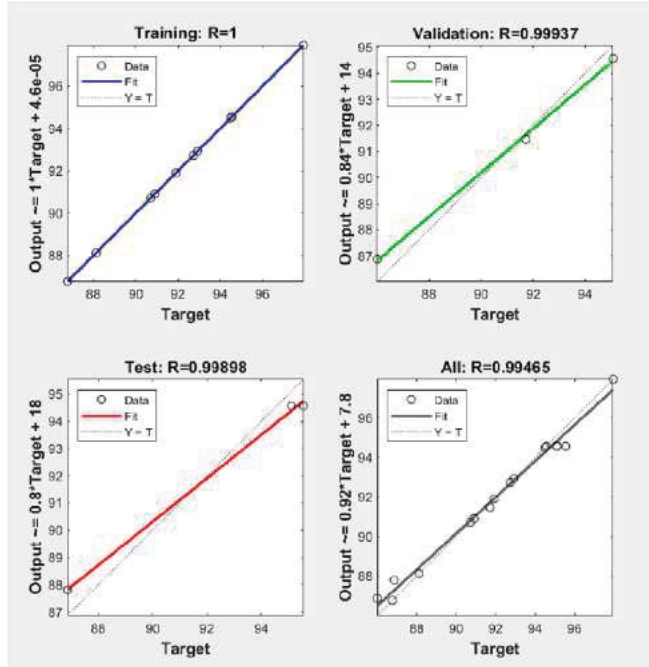 Training: R=1
Output ~= 1*Target + 4.6e-05
Data
Fit
Y = T
98
96
94
92
90
88
88
90
92
94
96
Target
Validation: R=0.99937
Output ~= 0.84*Target + 14
Data
Fit
Y = T
95
94
93
92
91
90
89
88
87
88
90
92
94
Target
Test: R=0.99898
Output ~= 0.8*Target + 18
Data
Fit
Y = T
95
94
93
92
91
90
89
88
87
88
90
92
94
Target
All: R=0.99465
Output ~= 0.92*Target + 7.8
Data
Fit
Y = T
98
96
94
92
90
88
88
90
92
94
96
Target